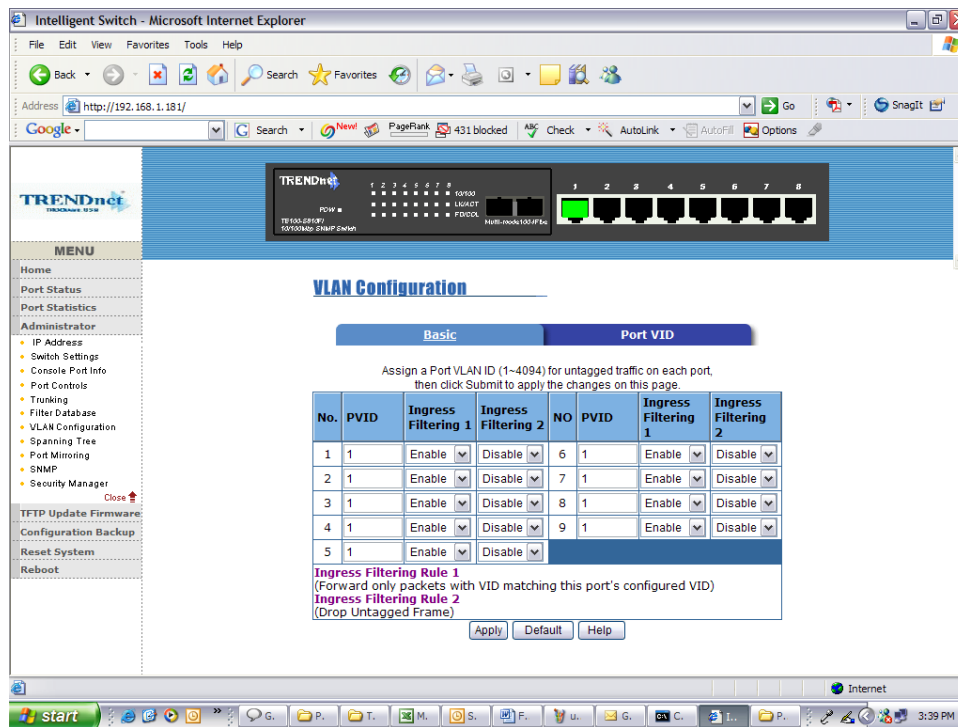 Intelligent Switch - Microsoft Internet Explorer
File Edit View Favorites Tools Help
Back Search Favorites
Address http://192.168.1.181/ Go SnagIt
Google Search New! PageRank 431 blocked ABC Check AutoLink AutoFill Options
TRENDnet
TRENDnet
1 2 3 4 5 6 7 8
10/100
LK/ACT
FD/COL
POW
10/100Mbps SNMP Switch
1 2 3 4 5 6 7 8
MENU
Home
Port Status
Port Statistics
Administrator
IP Address
Switch Settings
Console Port Info
Port Controls
Trunking
Filter Database
VLAN Configuration
Spanning Tree
Port Mirroring
SNMP
Security Manager
Close
TFTP Update Firmware
Configuration Backup
Reset System
Reboot
VLAN Configuration
Basic Port VID
Assign a Port VLAN ID (1~4094) for untagged traffic on each port,
then click Submit to apply the changes on this page.
No. PVID Ingress Filtering 1 Ingress Filtering 2 NO PVID Ingress Filtering 1 Ingress Filtering 2
1 1 Enable Disable 6 1 Enable Disable
2 1 Enable Disable 7 1 Enable Disable
3 1 Enable Disable 8 1 Enable Disable
4 1 Enable Disable 9 1 Enable Disable
5 1 Enable Disable
Ingress Filtering Rule 1
(Forward only packets with VID matching this port's configured VID)
Ingress Filtering Rule 2
(Drop Untagged Frame)
Apply Default Help
Internet
start G. P. T. M. S. F. u. G. C. I.. P. 3:39 PM